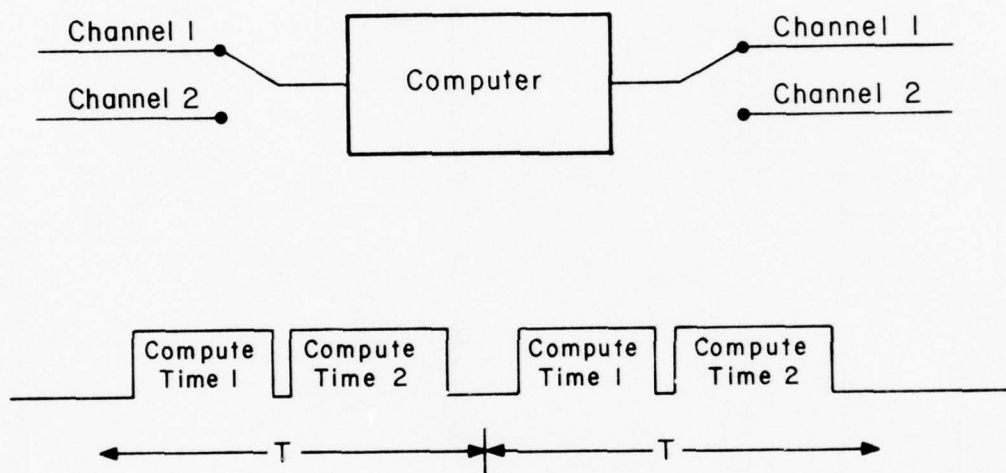 Channel 1
Channel 2
Computer
Channel 1
Channel 2
Compute
Time 1
Compute
Time 2
Compute
Time 1
Compute
Time 2
T
T